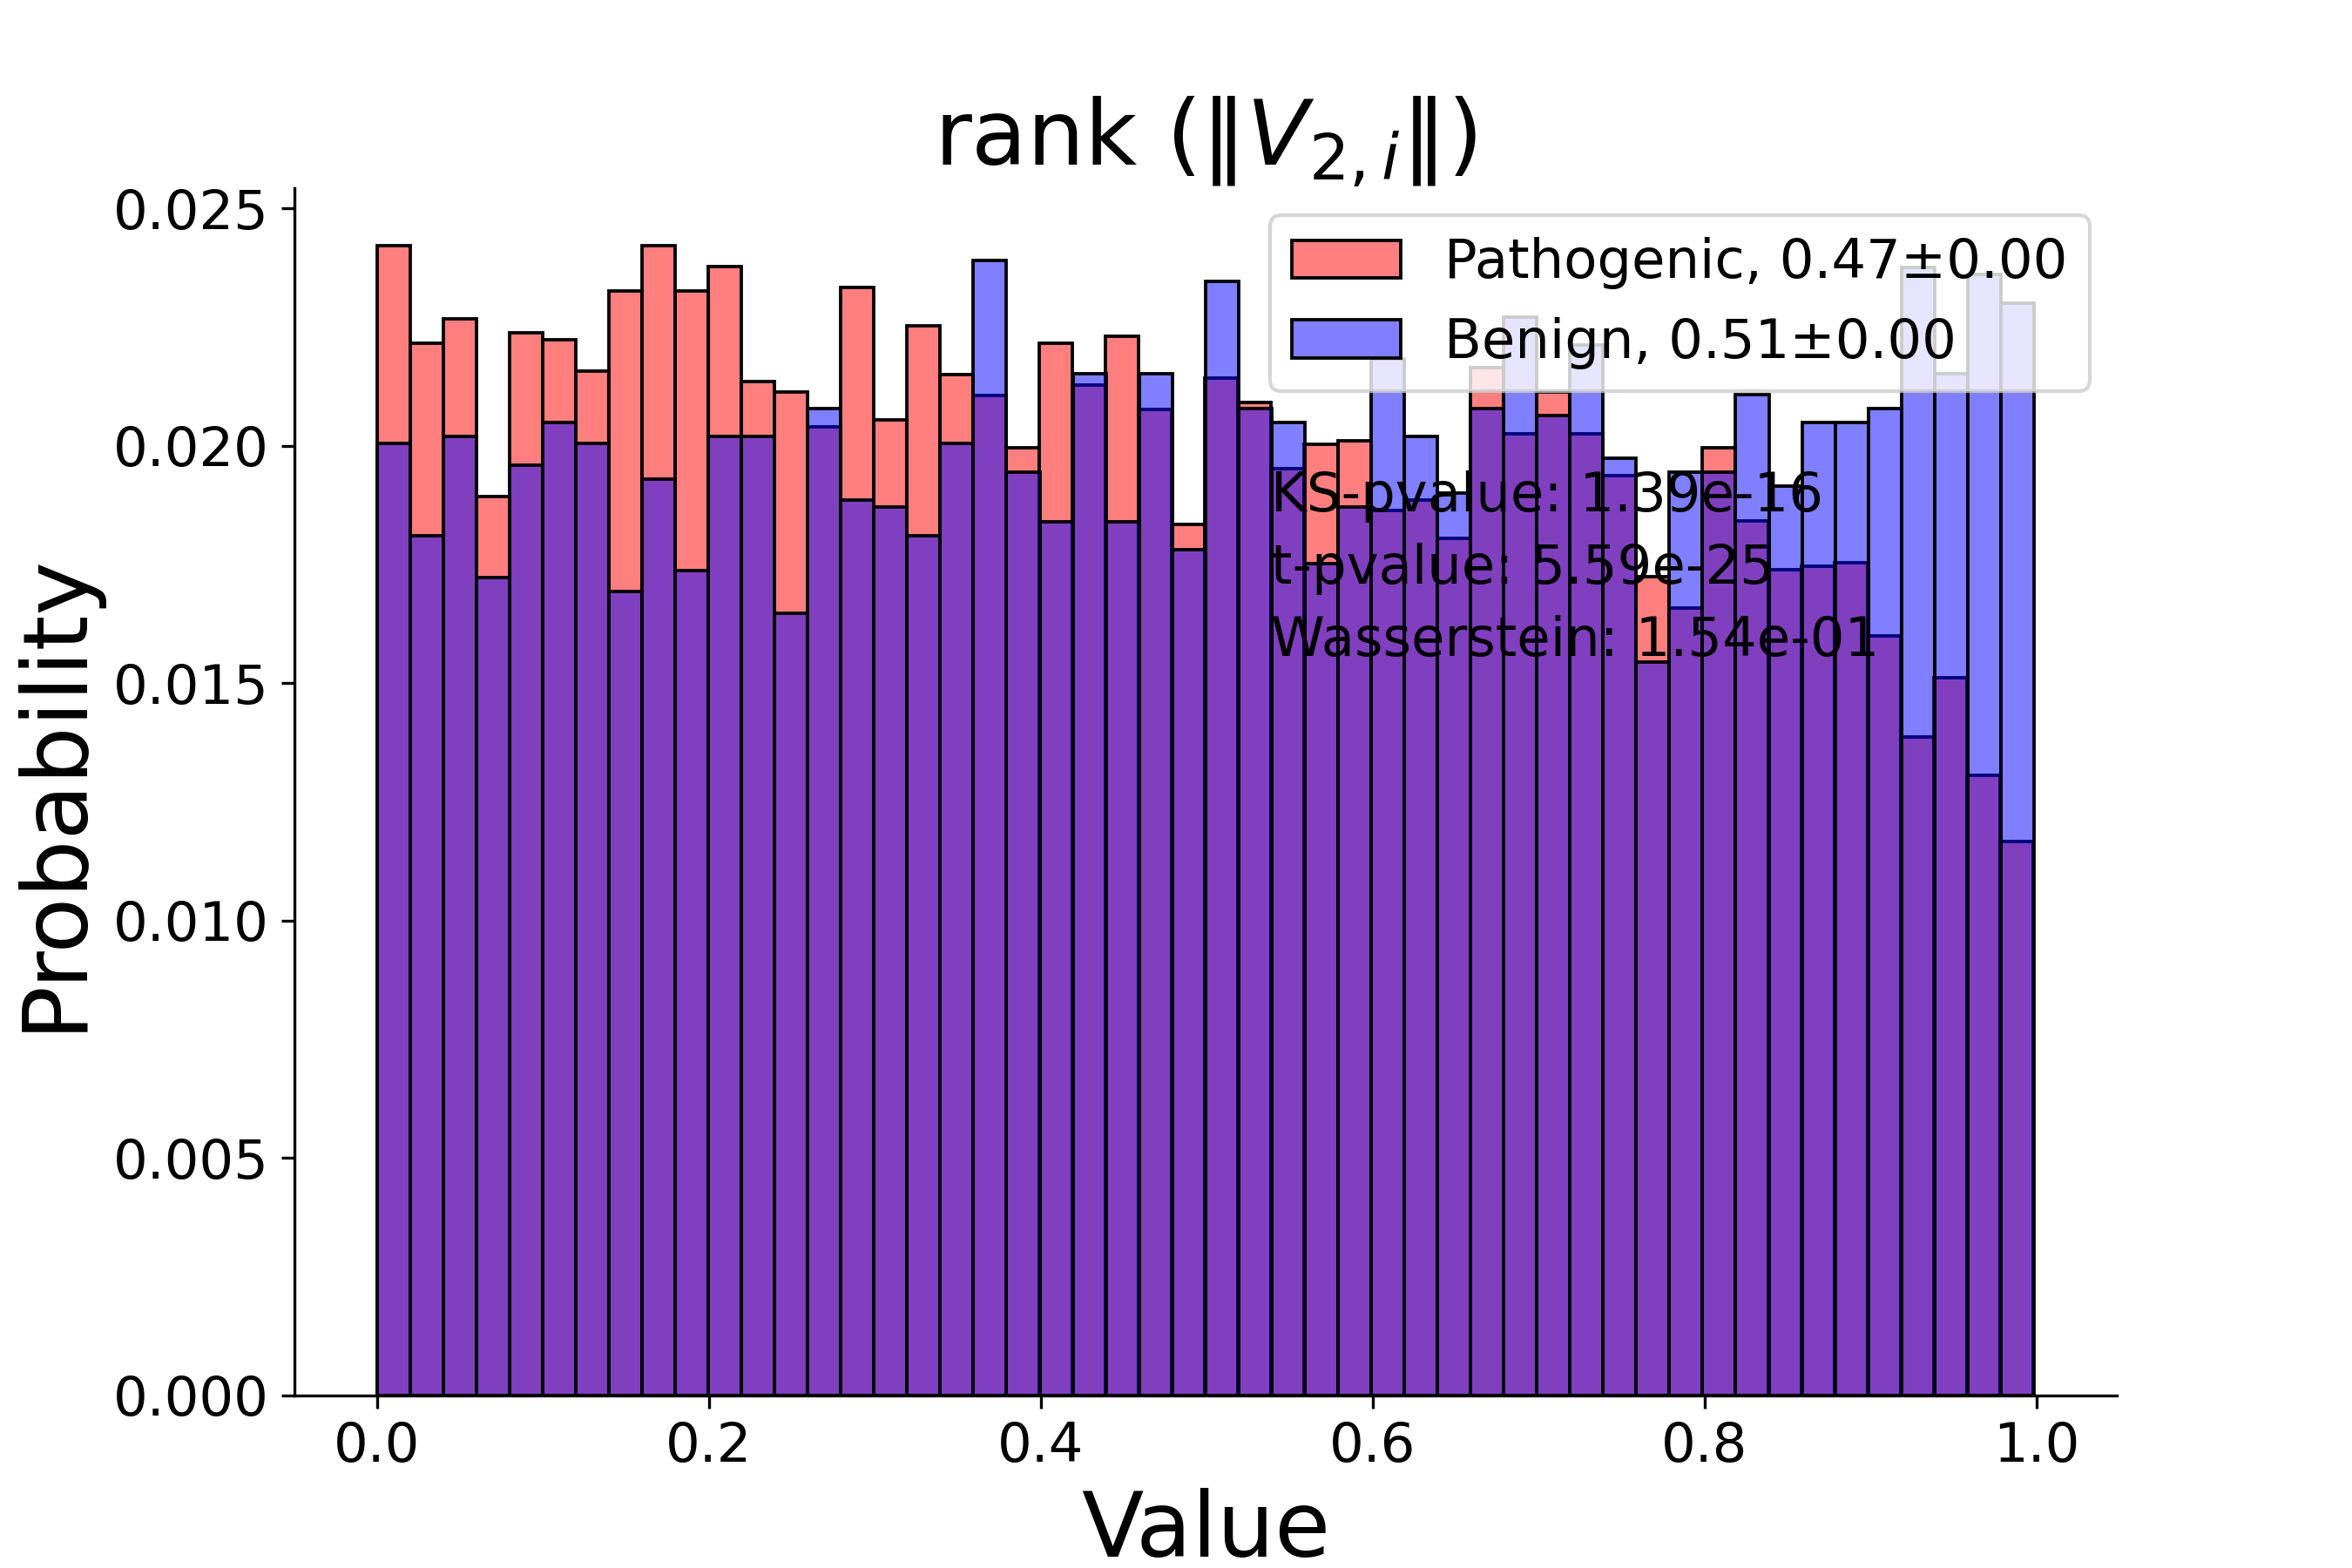 rank (‖V₂,ᵢ‖)
Pathogenic, 0.47±0.00
Benign, 0.51±0.00
KS-pvalue: 1.39e-16
t-pvalue: 5.59e-25
Wasserstein: 1.54e-01
Probability
0.025
0.020
0.015
0.010
0.005
0.000
0.0 0.2 0.4 0.6 0.8 1.0
Value